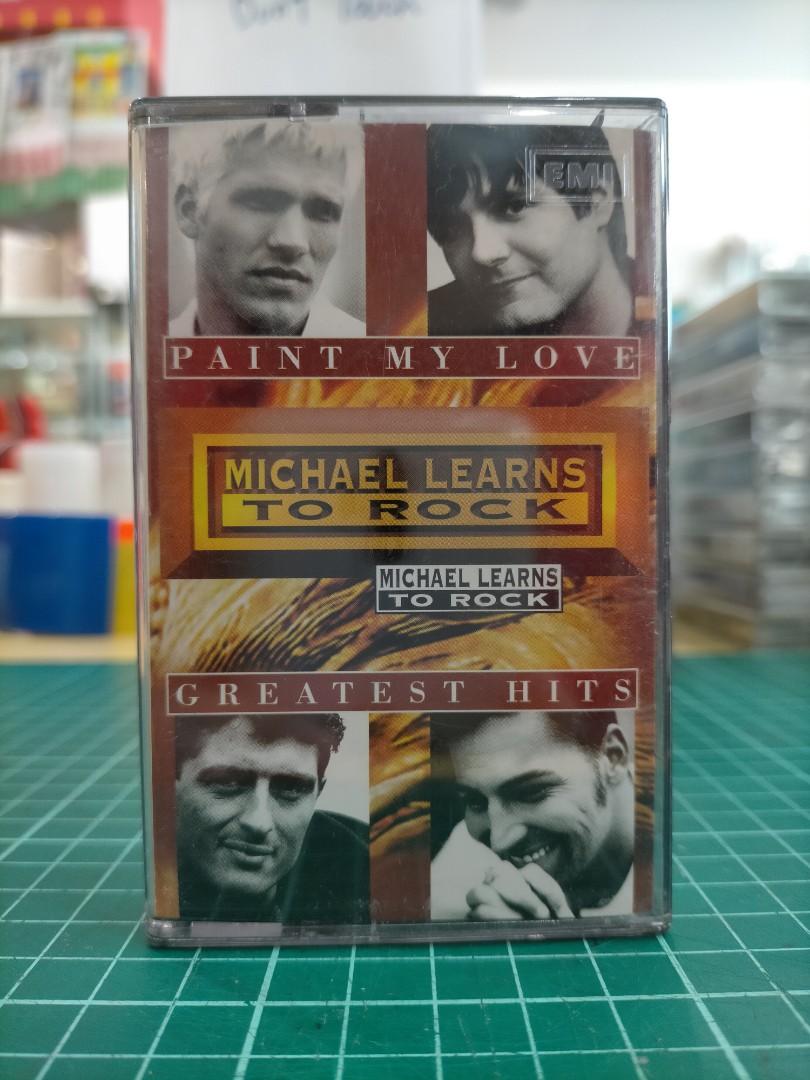 EMI
PAINT MY LOVE
MICHAEL LEARNS
TO ROCK
MICHAEL LEARNS
TO ROCK
GREATEST HITS